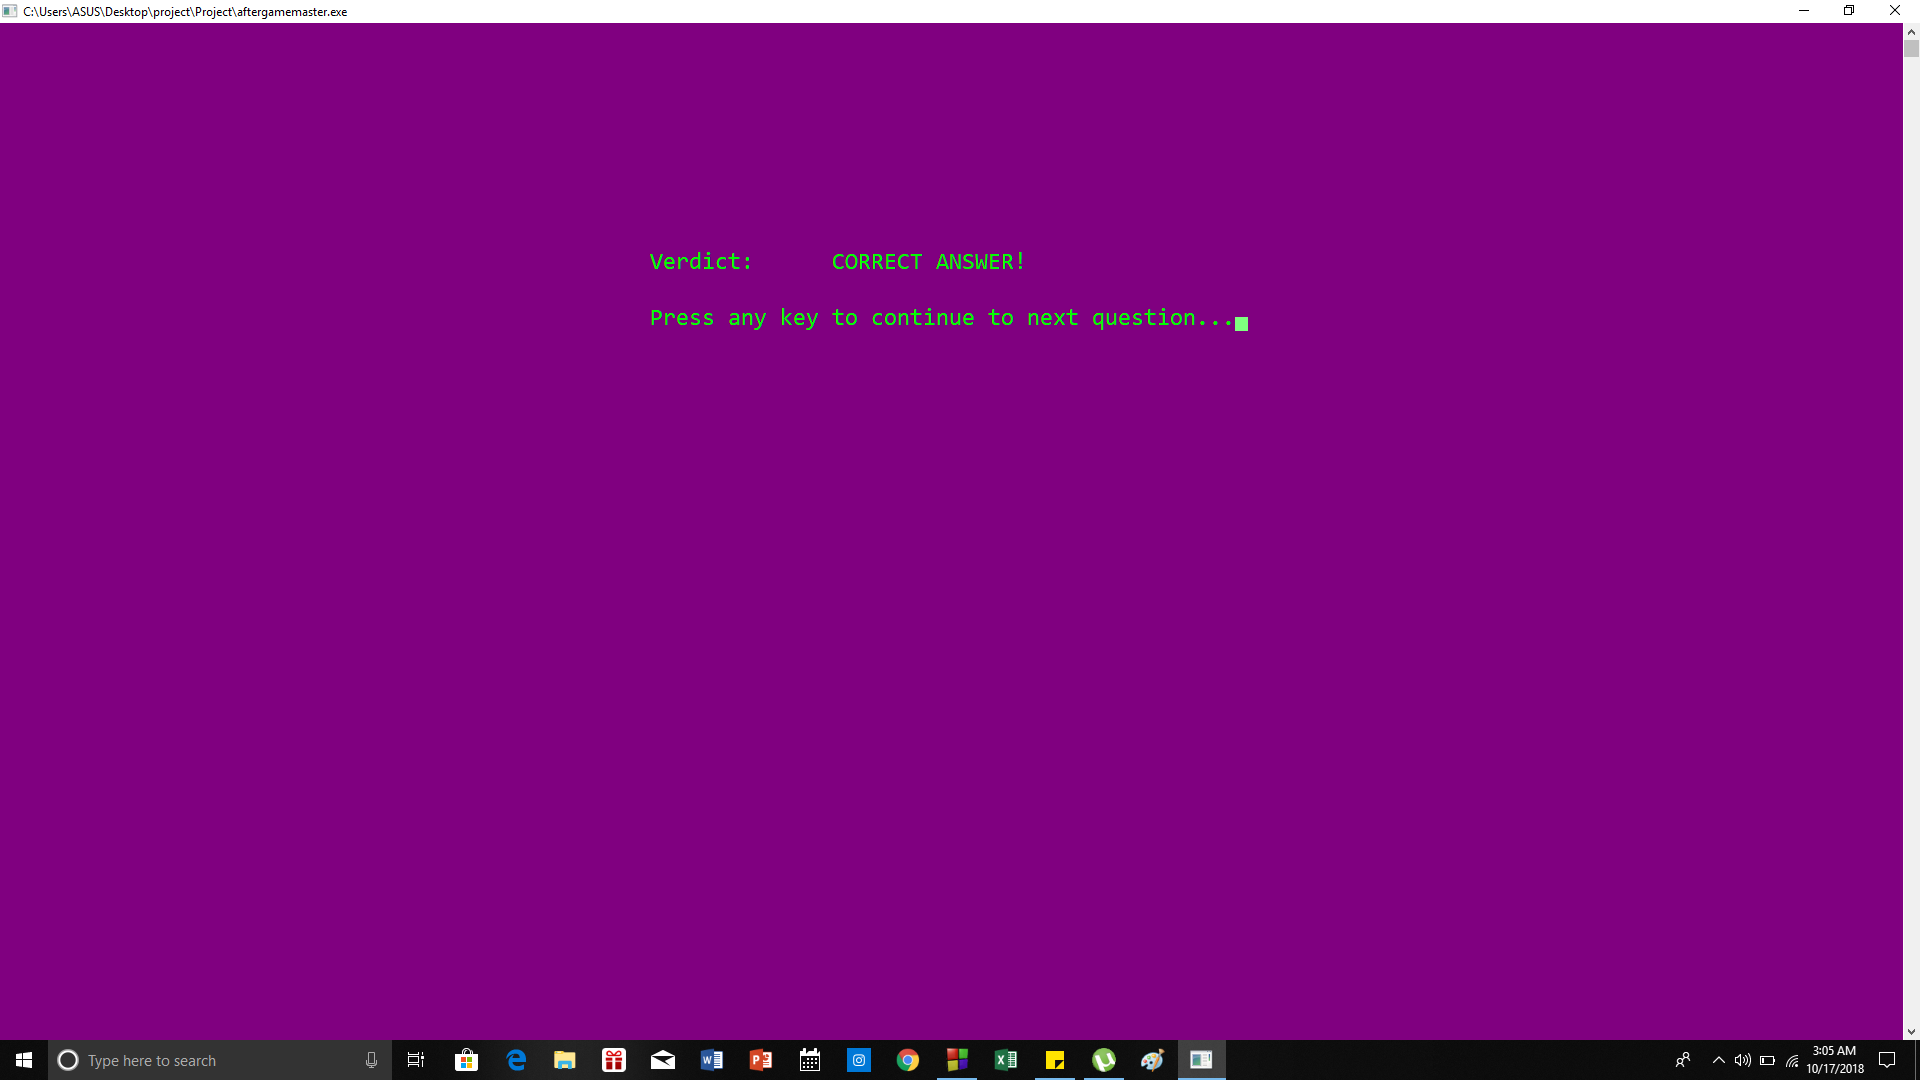 C:\Users\ASUS\Desktop\project\Project\aftergamemaster.exe
Verdict: CORRECT ANSWER!
Press any key to continue to next question...
Type here to search
3:05 AM
10/17/2018